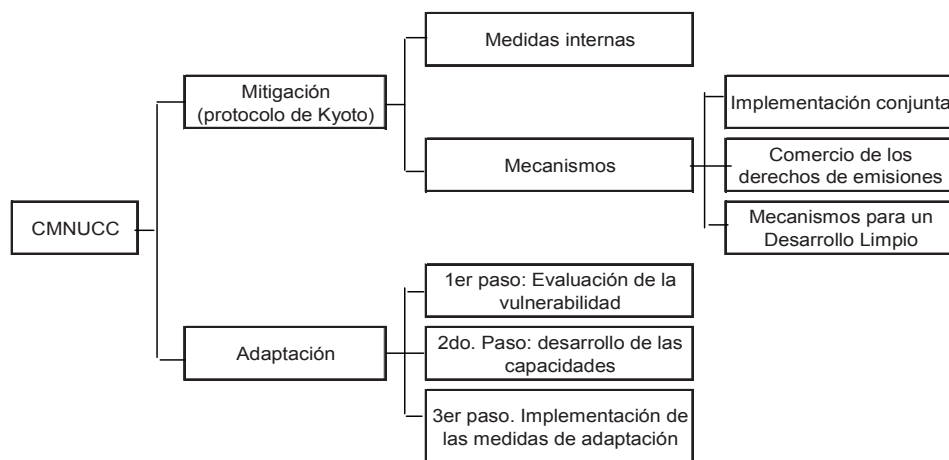 CMNUCC
Mitigación
(protocolo de Kyoto)
Medidas internas
Mecanismos
Implementación conjunta
Comercio de los
derechos de emisiones
Mecanismos para un
Desarrollo Limpio
Adaptación
1er paso: Evaluación de la
vulnerabilidad
2do. Paso: desarrollo de las
capacidades
3er paso. Implementación de
las medidas de adaptación